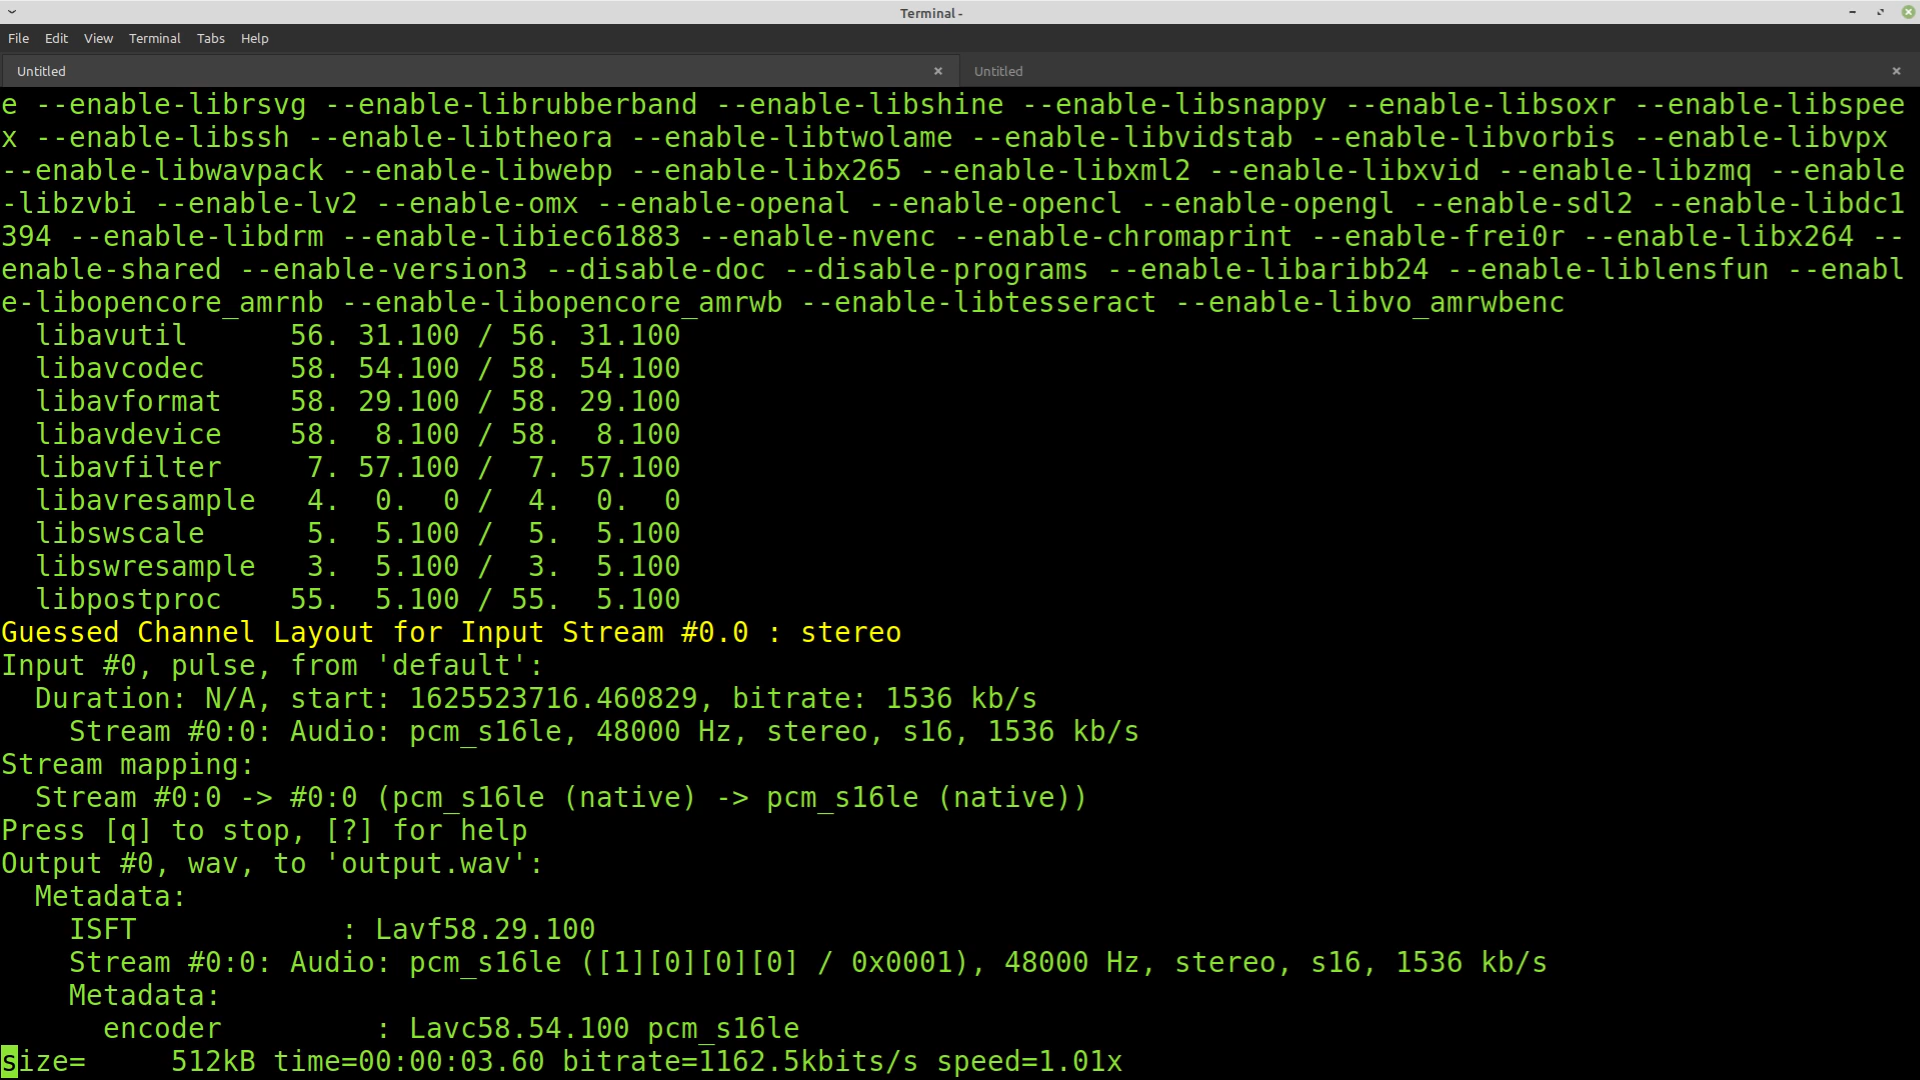 Terminal -
File Edit View Terminal Tabs Help
Untitled Untitled
e --enable-librsvg --enable-librubberband --enable-libshine --enable-libsnappy --enable-libsoxr --enable-libspee
x --enable-libssh --enable-libtheora --enable-libtwolame --enable-libvidstab --enable-libvorbis --enable-libvpx
--enable-libwavpack --enable-libwebp --enable-libx265 --enable-libxml2 --enable-libxvid --enable-libzmq --enable
-libzvbi --enable-lv2 --enable-omx --enable-openal --enable-opencl --enable-opengl --enable-sdl2 --enable-libdc1
394 --enable-libdrm --enable-libiec61883 --enable-nvenc --enable-chromaprint --enable-frei0r --enable-libx264 --
enable-shared --enable-version3 --disable-doc --disable-programs --enable-libaribb24 --enable-liblensfun --enabl
e-libopencore_amrnb --enable-libopencore_amrwb --enable-libtesseract --enable-libvo_amrwbenc
  libavutil      56. 31.100 / 56. 31.100
  libavcodec     58. 54.100 / 58. 54.100
  libavformat    58. 29.100 / 58. 29.100
  libavdevice    58.  8.100 / 58.  8.100
  libavfilter     7. 57.100 /  7. 57.100
  libavresample   4.  0.  0 /  4.  0.  0
  libswscale      5.  5.100 /  5.  5.100
  libswresample   3.  5.100 /  3.  5.100
  libpostproc    55.  5.100 / 55.  5.100
Guessed Channel Layout for Input Stream #0.0 : stereo
Input #0, pulse, from 'default':
  Duration: N/A, start: 1625523716.460829, bitrate: 1536 kb/s
    Stream #0:0: Audio: pcm_s16le, 48000 Hz, stereo, s16, 1536 kb/s
Stream mapping:
  Stream #0:0 -> #0:0 (pcm_s16le (native) -> pcm_s16le (native))
Press [q] to stop, [?] for help
Output #0, wav, to 'output.wav':
  Metadata:
    ISFT            : Lavf58.29.100
    Stream #0:0: Audio: pcm_s16le ([1][0][0][0] / 0x0001), 48000 Hz, stereo, s16, 1536 kb/s
    Metadata:
      encoder         : Lavc58.54.100 pcm_s16le
size=     512kB time=00:00:03.60 bitrate=1162.5kbits/s speed=1.01x